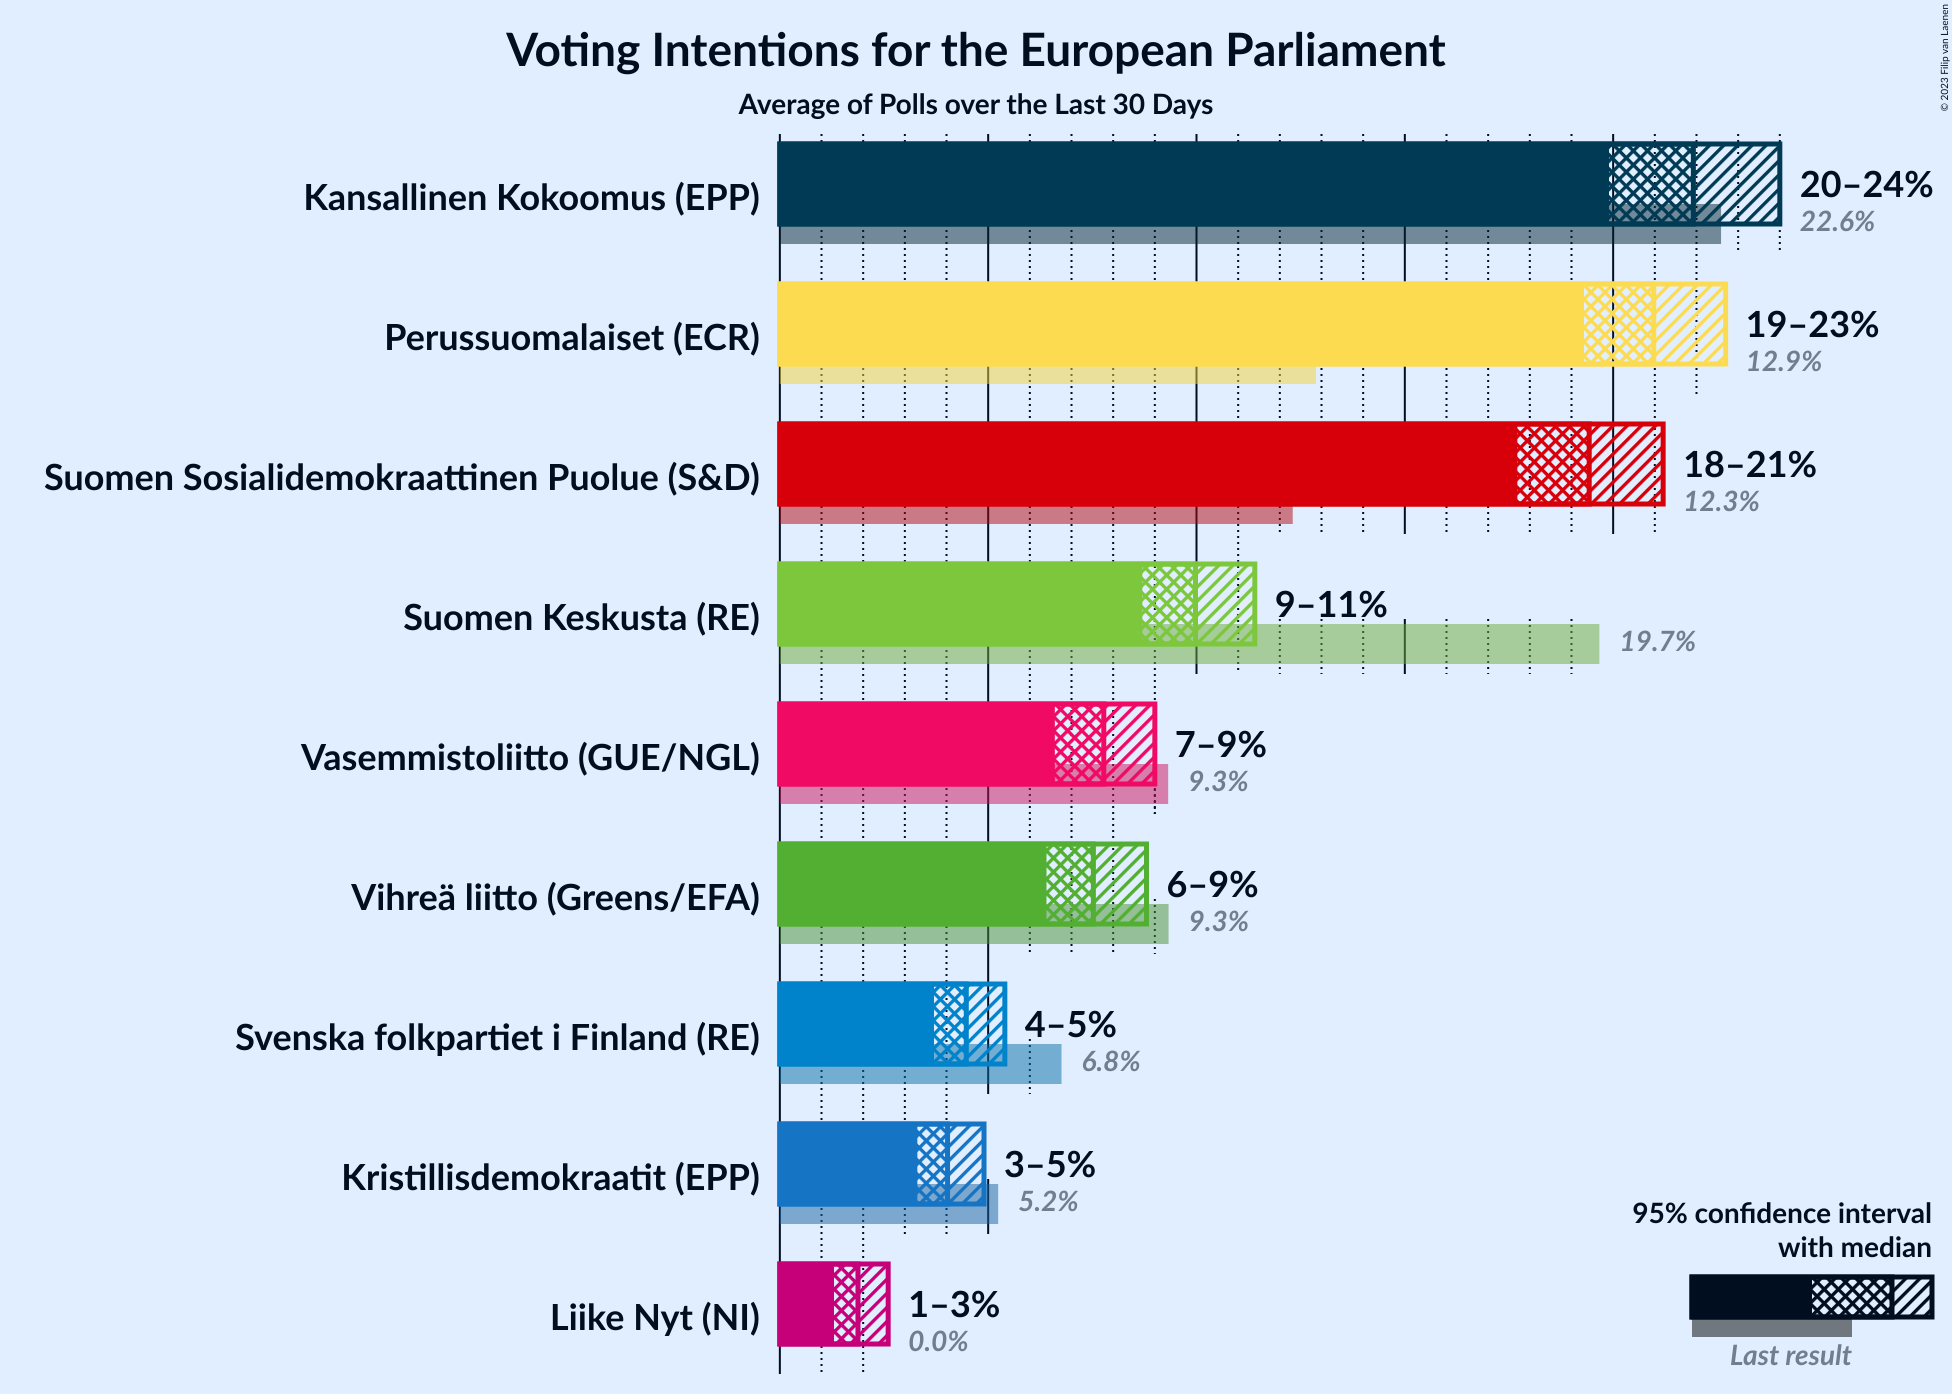 Voting Intentions for the European Parliament
Average of Polls over the Last 30 Days
© 2023 Filip van Laenen
Kansallinen Kokoomus (EPP)
20–24%
22.6%
Perussuomalaiset (ECR)
19–23%
12.9%
Suomen Sosialidemokraattinen Puolue (S&D)
18–21%
12.3%
Suomen Keskusta (RE)
9–11%
19.7%
Vasemmistoliitto (GUE/NGL)
7–9%
9.3%
Vihreä liitto (Greens/EFA)
6–9%
9.3%
Svenska folkpartiet i Finland (RE)
4–5%
6.8%
Kristillisdemokraatit (EPP)
3–5%
5.2%
Liike Nyt (NI)
1–3%
0.0%
95% confidence interval
with median
Last result